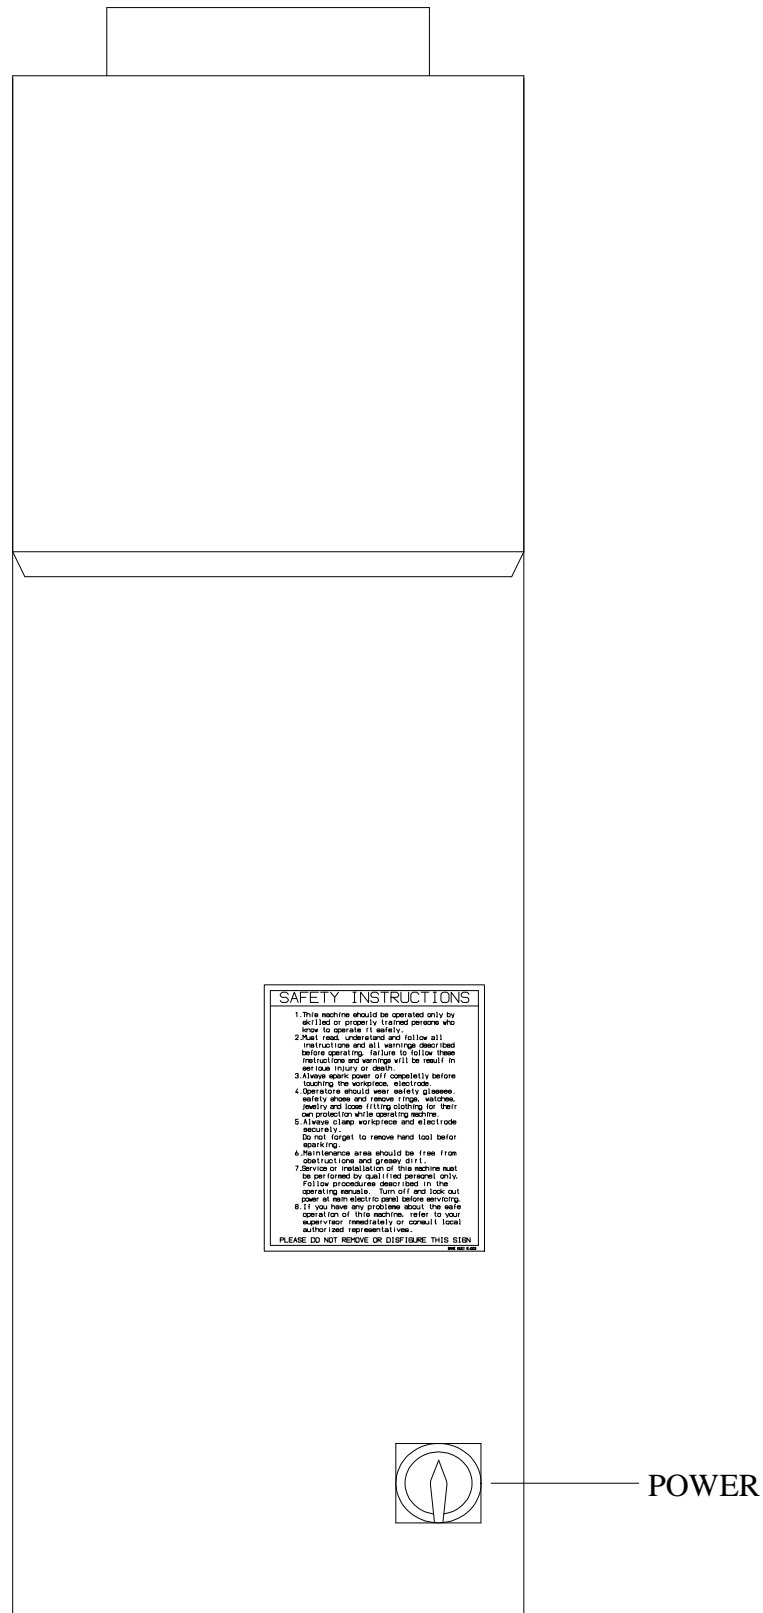 SAFETY INSTRUCTIONS
1.This machine should be operated only by
skilled or properly trained persons who
know to operate it safely.
2.Must read, understand and follow all
instructions and all warnings described
before operating, failure to follow these
instructions and warnings will be result in
serious injury or death.
3.Always spark power off completly before
touching the workpiece, electrode.
4.Operators should wear safety glasses,
safety shoes and remove rings, watches,
jewelry and loose fitting clothing for their
own protection while operating machine.
5.Always clamp workpiece and electrode
securely.
Do not forget to remove hand tool befor
sparking.
6.Maintenance area should be free from
obstructions and greasy dirt.
7.Service or installation of this machine must
be performed by qualified personel only.
Follow procedures described in the
operating manuals. Turn off and lock out
power at main electric panel before servicing.
8.If you have any problems about the safe
operation of this machine, refer to your
supervisor immediately or consult local
authorized representatives.
PLEASE DO NOT REMOVE OR DISFIGURE THIS SIGN
POWER